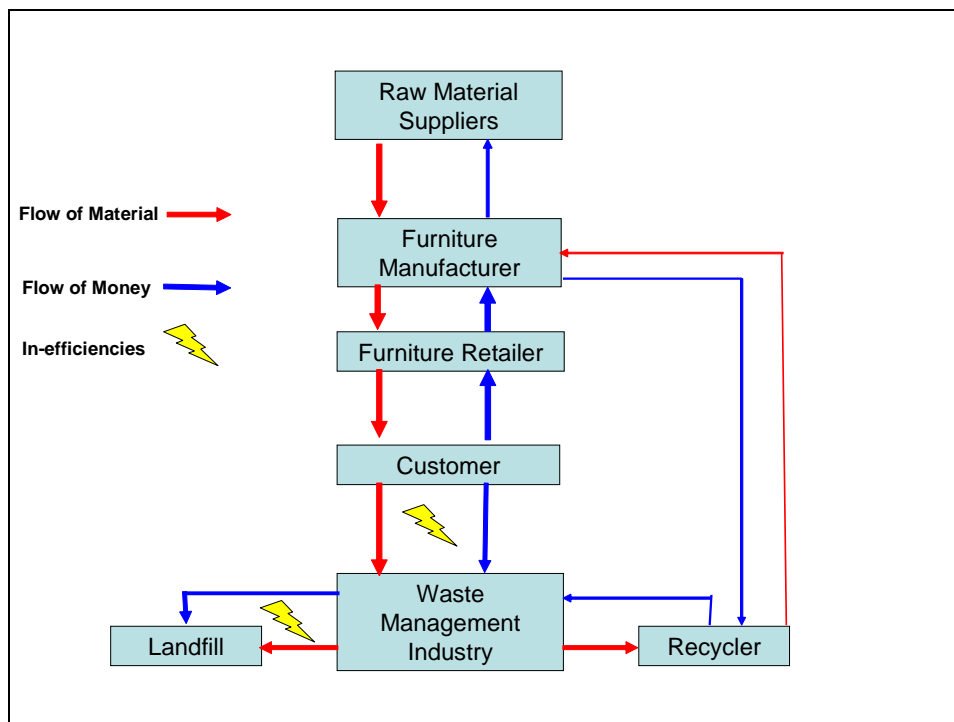 Raw Material
Suppliers
Flow of Material
Furniture
Manufacturer
Flow of Money
In-efficiencies
Furniture Retailer
Customer
Waste
Management
Industry
Landfill
Recycler